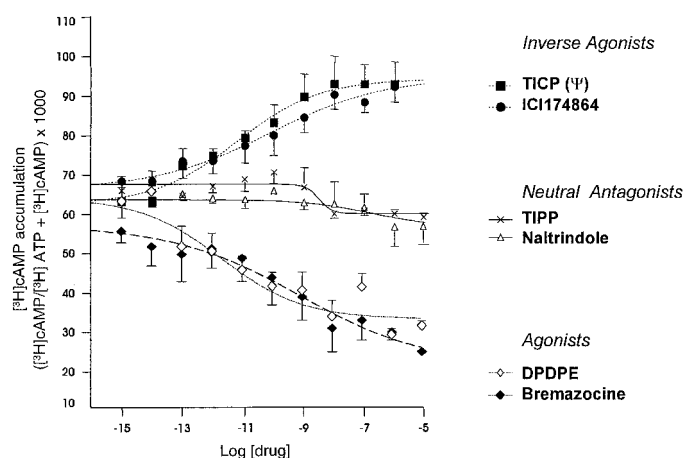 [³H]cAMP accumulation
([³H]cAMP/[³H] ATP + [³H]cAMP) x 1000
110
100
90
80
70
60
50
40
30
20
10
-15
-13
-11
-9
-7
-5
Log [drug]
Inverse Agonists
TICP (Ψ)
ICI174864
Neutral Antagonists
TIPP
Naltrindole
Agonists
DPDPE
Bremazocine